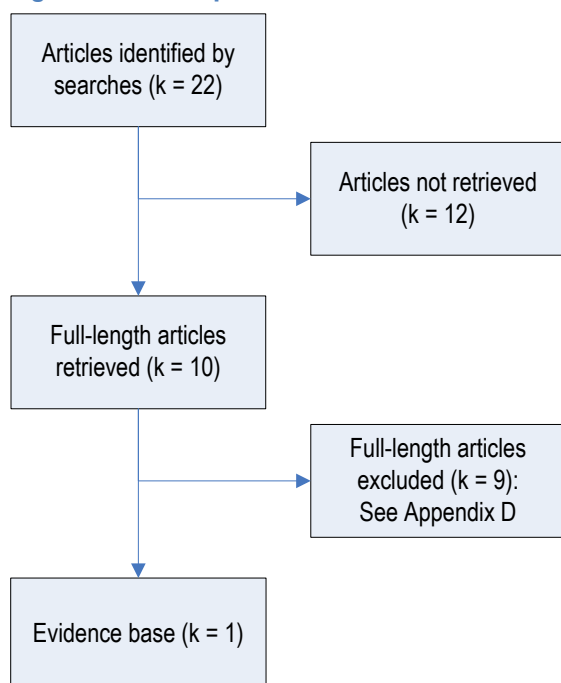 Articles identified by
searches (k = 22)
Articles not retrieved
(k = 12)
Full-length articles
retrieved (k = 10)
Full-length articles
excluded (k = 9):
See Appendix D
Evidence base (k = 1)